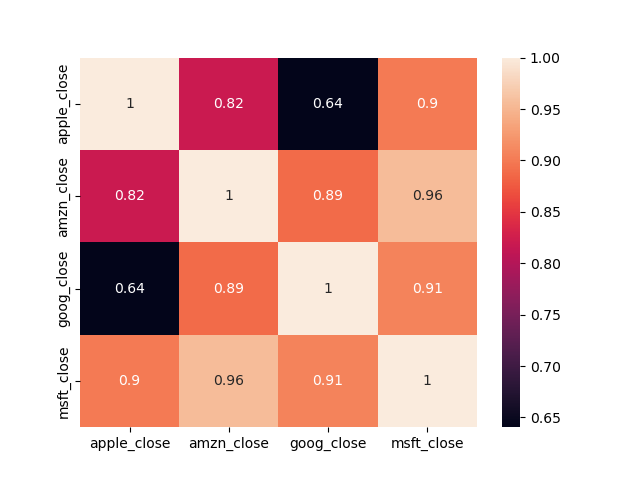 apple_close 1 0.82 0.64 0.9
amzn_close 0.82 1 0.89 0.96
goog_close 0.64 0.89 1 0.91
msft_close 0.9 0.96 0.91 1
apple_close amzn_close goog_close msft_close
1.00
0.95
0.90
0.85
0.80
0.75
0.70
0.65